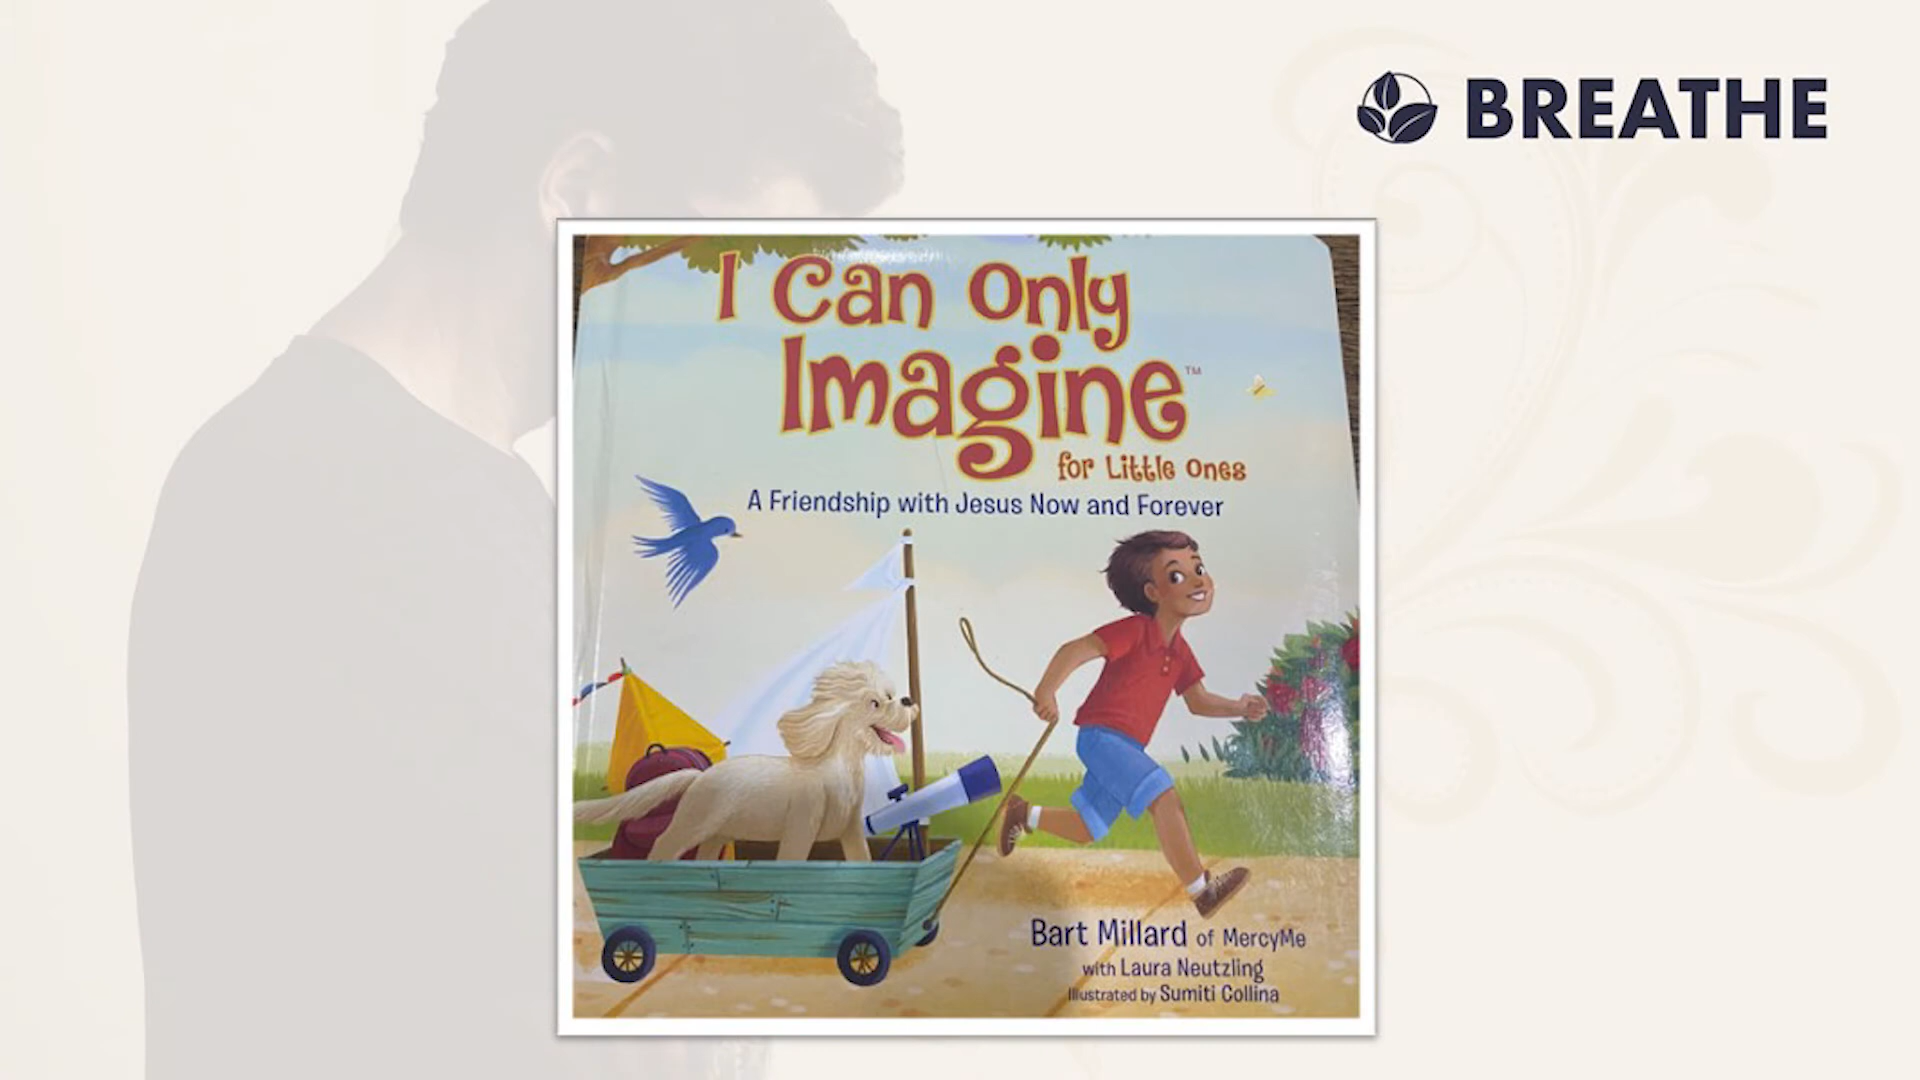 BREATHE
I Can Only
Imagine™
for Little Ones
A Friendship with Jesus Now and Forever
Bart Millard of MercyMe
with Laura Neutzling
Illustrated by Sumiti Collina